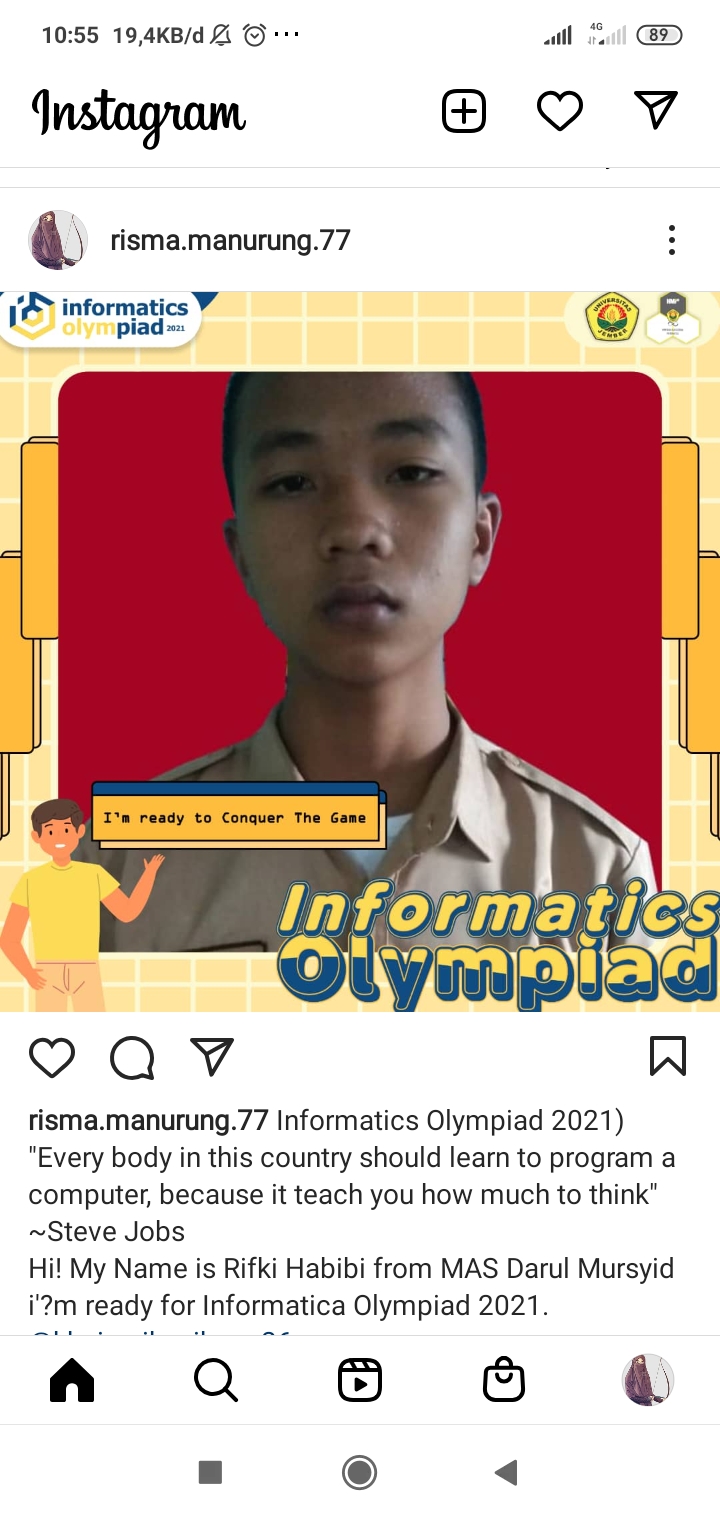 10:55 19,4KB/d
4G
89
Instagram
risma.manurung.77
informatics
olympiad 2021
UNIVERSITAS
JEMBER
I'm ready to Conquer The Game
Informatics
Olympiad
risma.manurung.77 Informatics Olympiad 2021)
"Every body in this country should learn to program a
computer, because it teach you how much to think"
~Steve Jobs
Hi! My Name is Rifki Habibi from MAS Darul Mursyid
i'?m ready for Informatica Olympiad 2021.